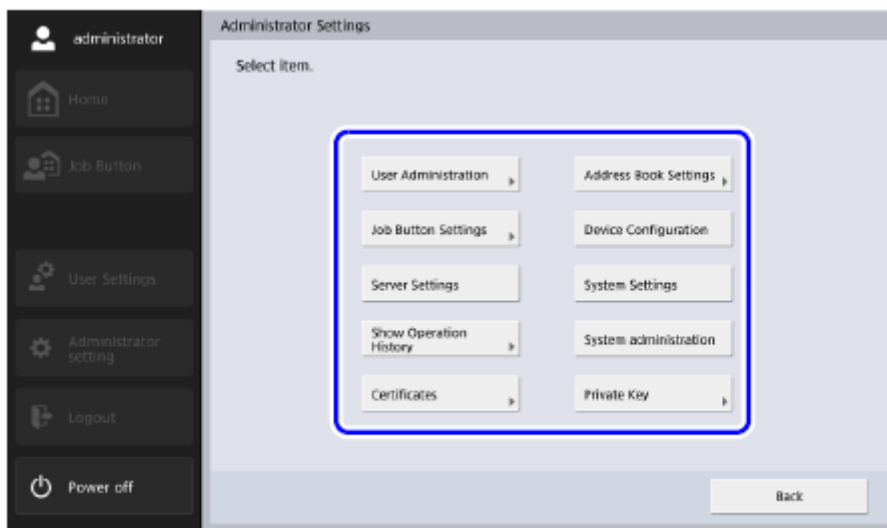 administrator
Home
Job Button
User Settings
Administrator
setting
Logout
Power off
Administrator Settings
Select item.
User Administration
Address Book Settings
Job Button Settings
Device Configuration
Server Settings
System Settings
Show Operation
History
System administration
Certificates
Private Key
Back